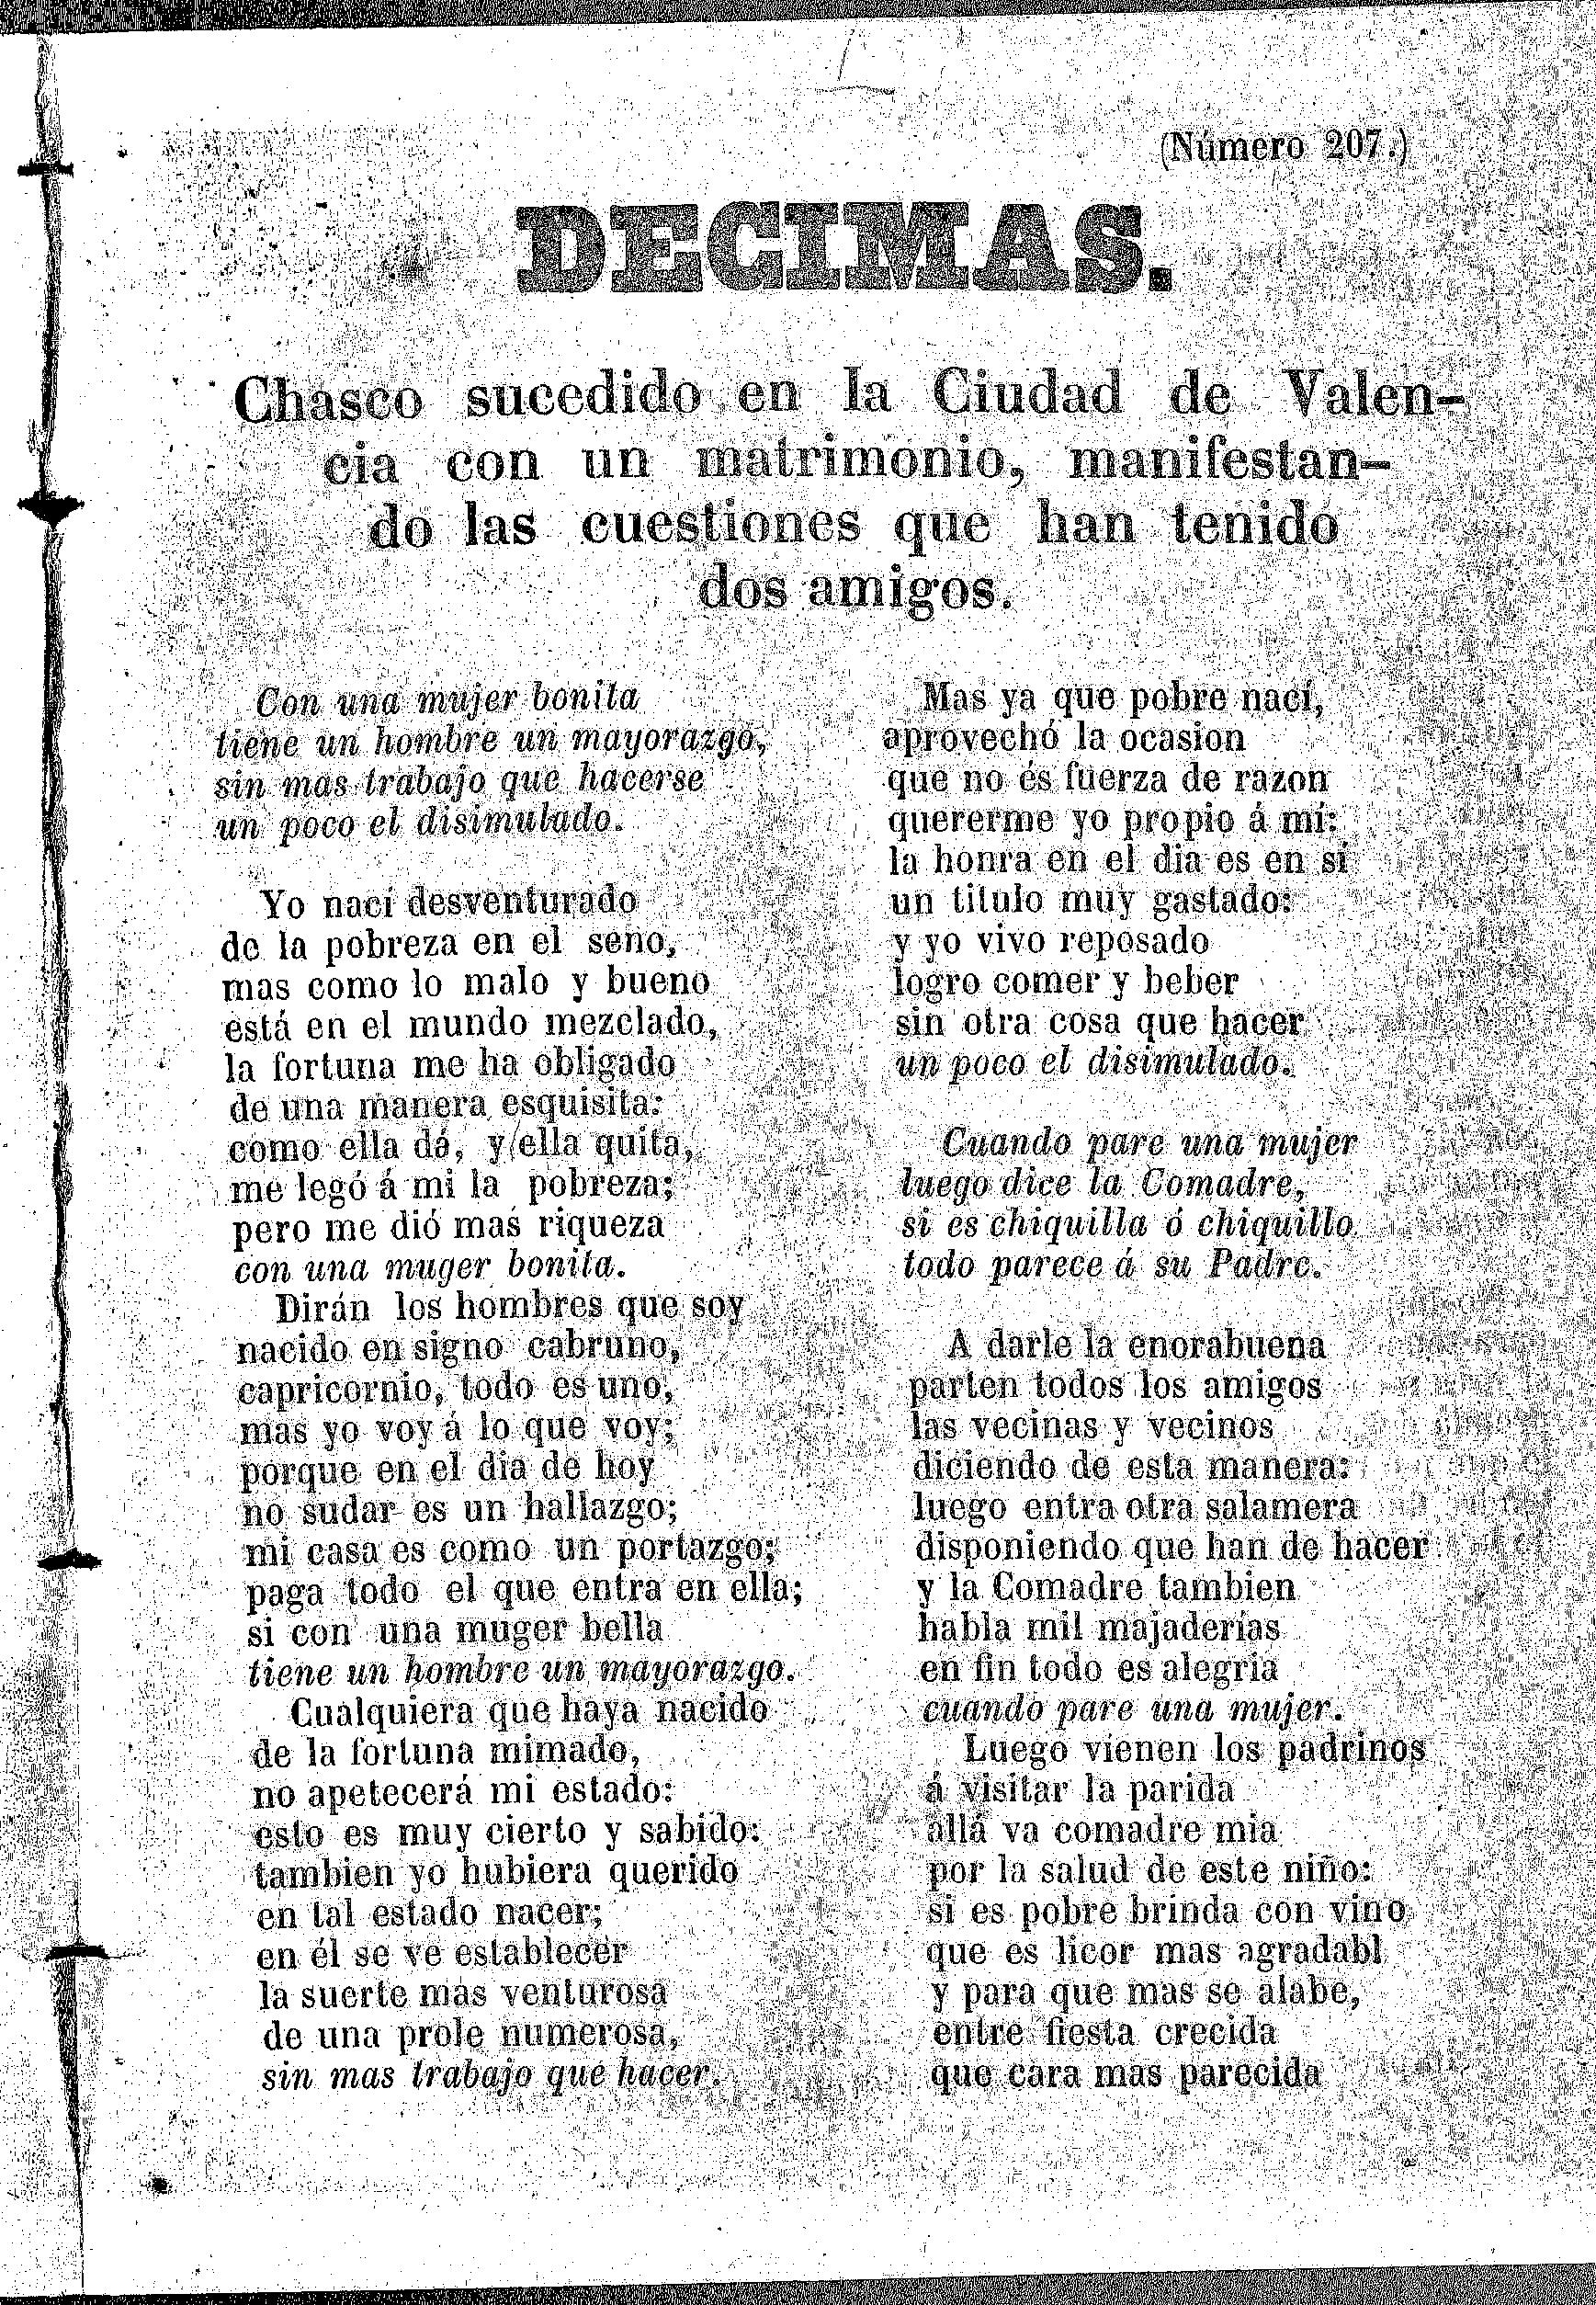 (Número 207.)
DECIMAS.
Chasco sucedido en la Ciudad de Valen-
cia con un matrimonio, manifestan-
do las cuestiones que han tenido
dos amigos.
Con una mujer bonita
tiene un hombre un mayorazgo,
sin mas trabajo que hacerse
un poco el disimulado.
Yo nací desventurado
de la pobreza en el seno,
mas como lo malo y bueno
está en el mundo mezclado,
la fortuna me ha obligado
de una manera esquisita:
como ella dá, y ella quita,
me legó á mi la pobreza;
pero me dió mas riqueza
con una muger bonita.
Dirán los hombres que soy
nacido en signo cabruno,
capricornio, todo es uno,
mas yo voy á lo que voy;
porque en el dia de hoy
no sudar es un hallazgo;
mi casa es como un portazgo;
paga todo el que entra en ella;
si con una muger bella
tiene un hombre un mayorazgo.
Cualquiera que haya nacido
de la fortuna mimado,
no apetecerá mi estado:
esto es muy cierto y sabido:
tambien yo hubiera querido
en tal estado nacer;
en él se ve establecer
la suerte mas venturosa
de una prole numerosa,
sin mas trabajo que hacer.
Mas ya que pobre nací,
aprovechó la ocasion
que no és fuerza de razon
quererme yo propio á mi:
la honra en el dia es en sí
un titulo muy gastado:
y yo vivo reposado
logro comer y beber
sin otra cosa que hacer
un poco el disimulado.
Cuando pare una mujer
luego dice la Comadre,
si es chiquilla ó chiquillo
todo parece á su Padre.
A darle la enorabuena
parten todos los amigos
las vecinas y vecinos
diciendo de esta manera:
luego entra otra salamera
disponiendo que han de hacer
y la Comadre tambien
habla mil majaderías
en fin todo es alegria
cuando pare una mujer.
Luego vienen los padrinos
á visitar la parida
allá va comadre mia
por la salud de este niño:
si es pobre brinda con vino
que es licor mas agradabl
y para que mas se alabe,
entre fiesta crecida
que cara mas parecida